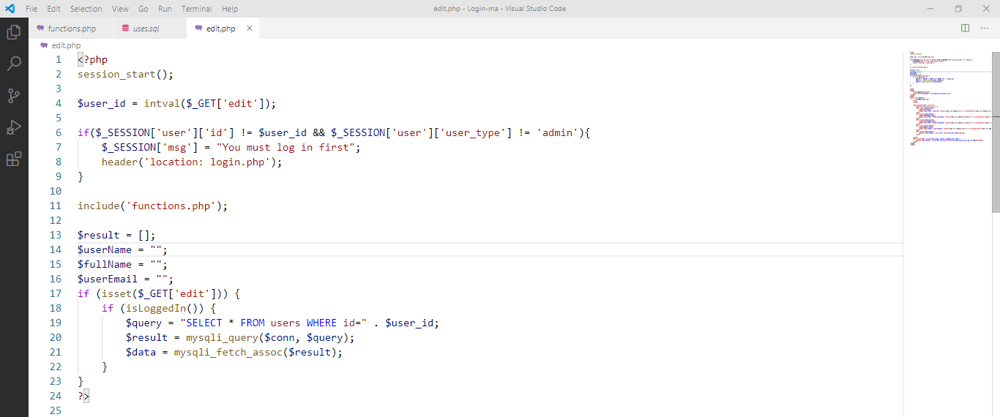 File Edit Selection View Go Run Terminal Help edit.php - Login-ma - Visual Studio Code
functions.php uses.sql edit.php
edit.php
1 <?php
2 session_start();
3
4 $user_id = intval($_GET['edit']);
5
6 if($_SESSION['user']['id'] != $user_id && $_SESSION['user']['user_type'] != 'admin'){
7 $_SESSION['msg'] = "You must log in first";
8 header('location: login.php');
9 }
10
11 include('functions.php');
12
13 $result = [];
14 $userName = "";
15 $fullName = "";
16 $userEmail = "";
17 if (isset($_GET['edit'])) {
18 if (isLoggedIn()) {
19 $query = "SELECT * FROM users WHERE id=" . $user_id;
20 $result = mysqli_query($conn, $query);
21 $data = mysqli_fetch_assoc($result);
22 }
23 }
24 ?>
25